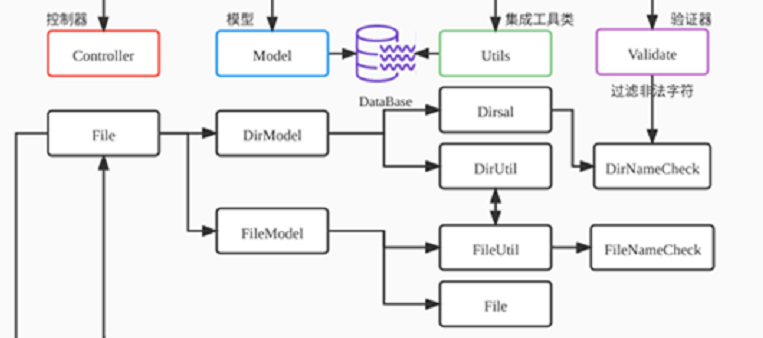 控制器
模型
集成工具类
验证器
Controller
Model
Utils
Validate
过滤非法字符
DataBase
File
DirModel
Dirsal
DirUtil
DirNameCheck
FileModel
FileUtil
FileNameCheck
File